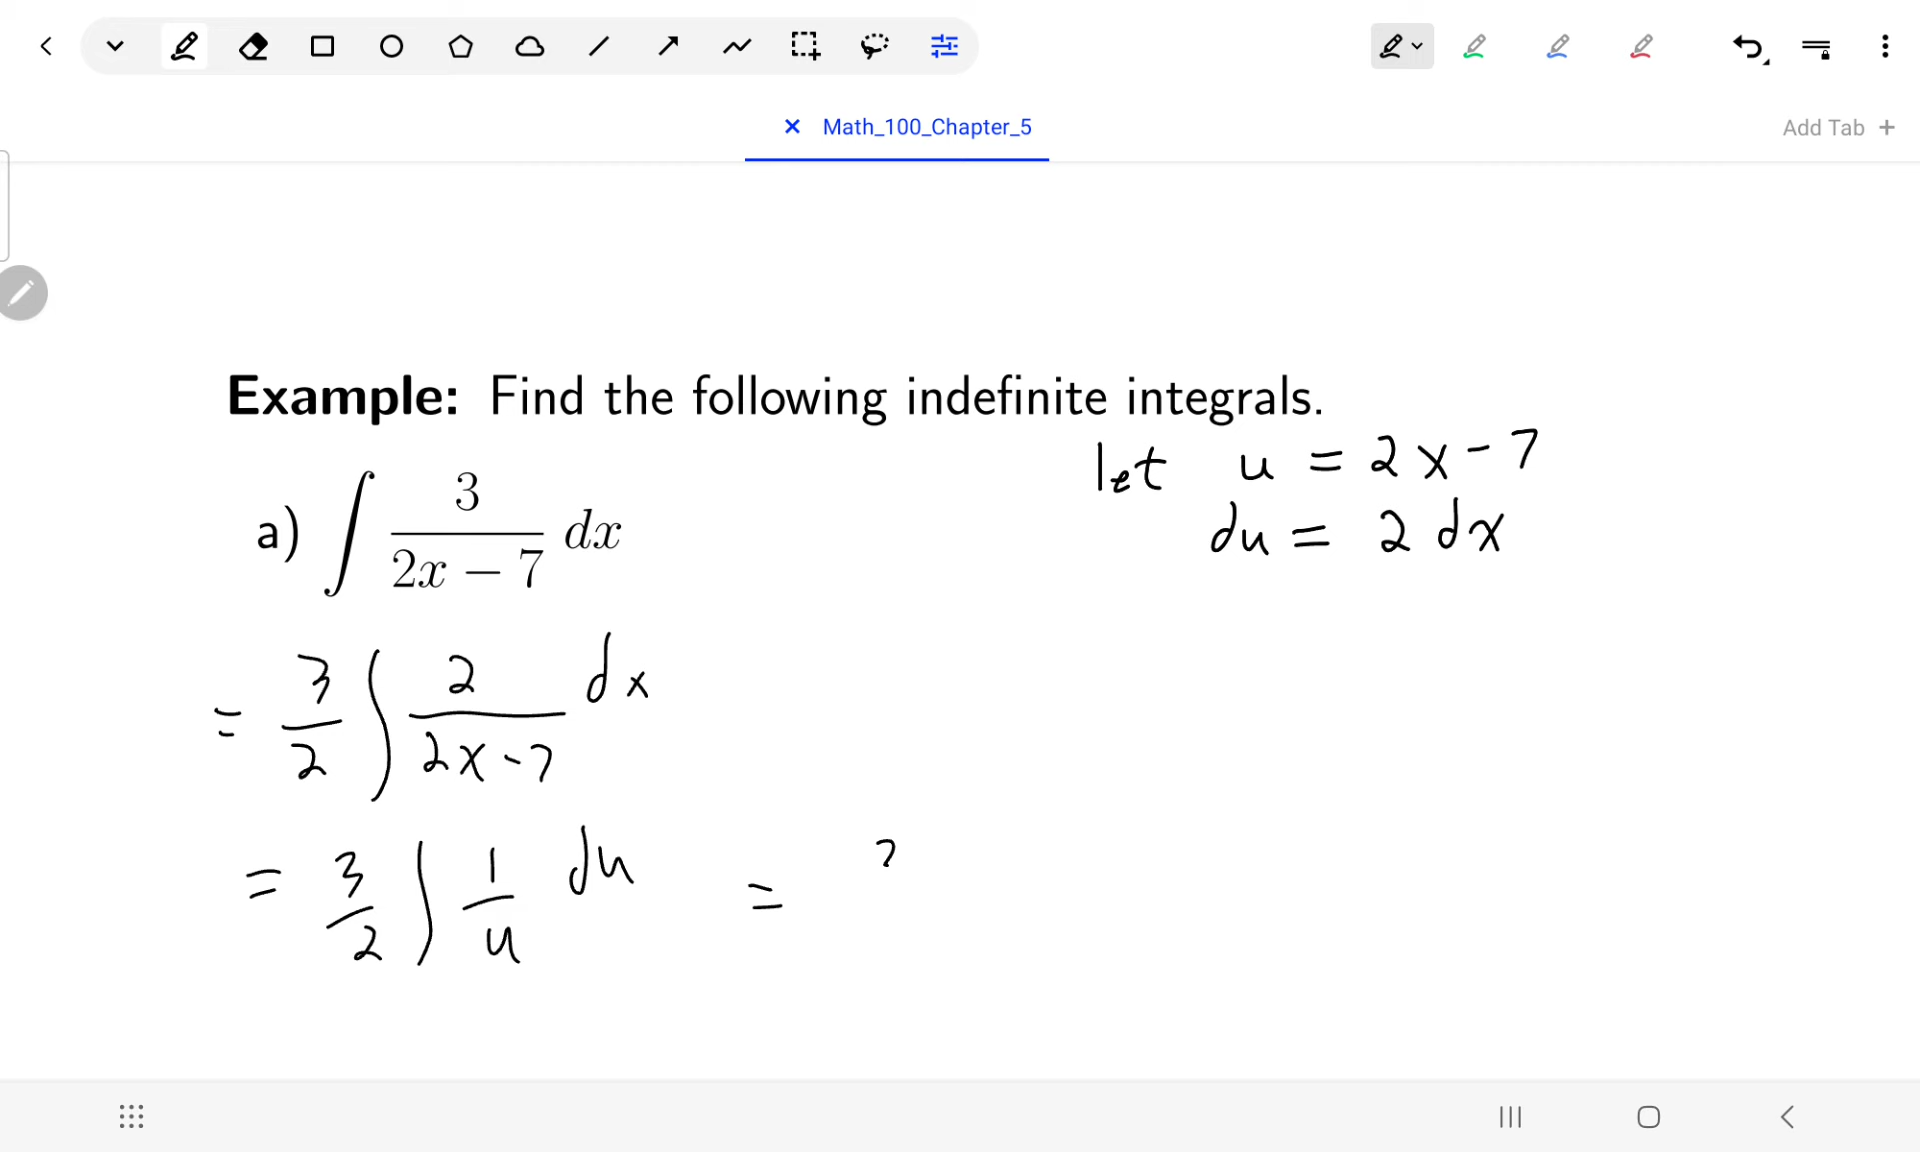 Math_100_Chapter_5
Add Tab +
Example: Find the following indefinite integrals.
let u = 2x - 7
a) ∫ 3/(2x − 7) dx
du = 2 dx
= 3/2 ∫ 2/(2x - 7) dx
= 3/2 ∫ 1/u du = ?